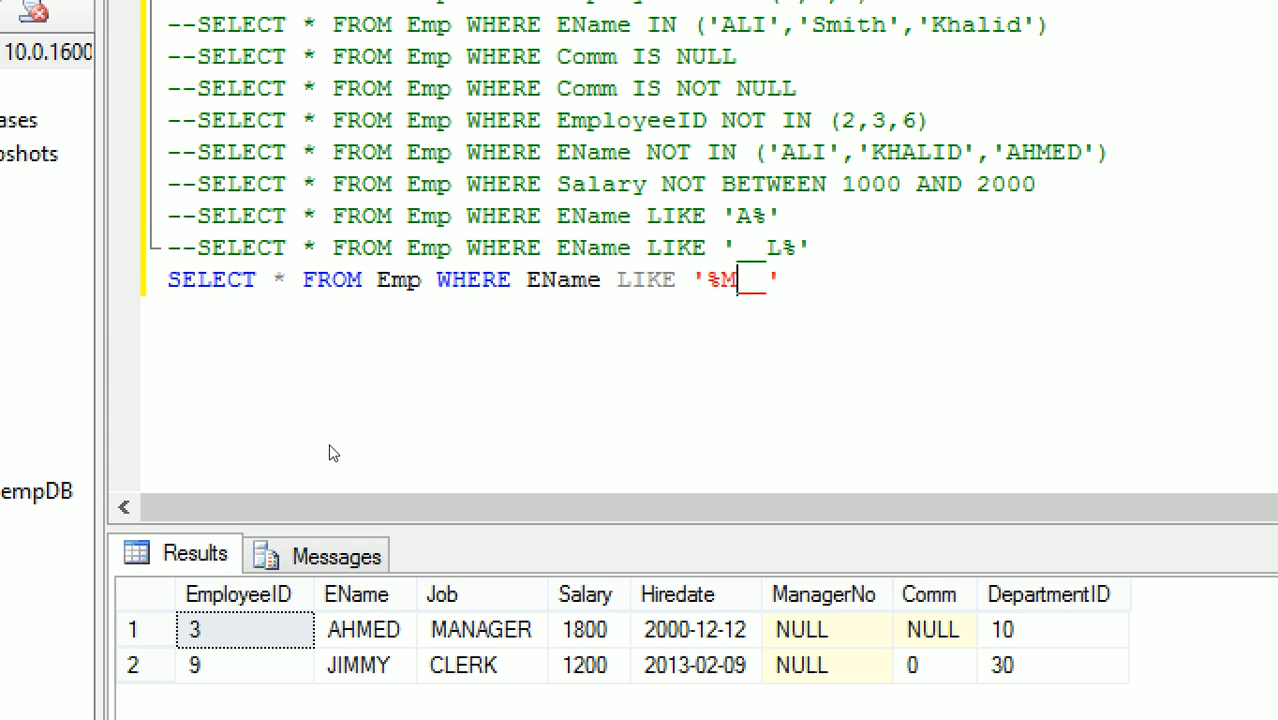 --SELECT * FROM Emp WHERE EName IN ('ALI','Smith','Khalid')
10.0.1600
--SELECT * FROM Emp WHERE Comm IS NULL
--SELECT * FROM Emp WHERE Comm IS NOT NULL
ases
--SELECT * FROM Emp WHERE EmployeeID NOT IN (2,3,6)
pshots
--SELECT * FROM Emp WHERE EName NOT IN ('ALI','KHALID','AHMED')
--SELECT * FROM Emp WHERE Salary NOT BETWEEN 1000 AND 2000
--SELECT * FROM Emp WHERE EName LIKE 'A%'
--SELECT * FROM Emp WHERE EName LIKE '__L%'
SELECT * FROM Emp WHERE EName LIKE '%M__'
empDB
Results Messages
EmployeeID EName Job Salary Hiredate ManagerNo Comm DepartmentID
1 3 AHMED MANAGER 1800 2000-12-12 NULL NULL 10
2 9 JIMMY CLERK 1200 2013-02-09 NULL 0 30